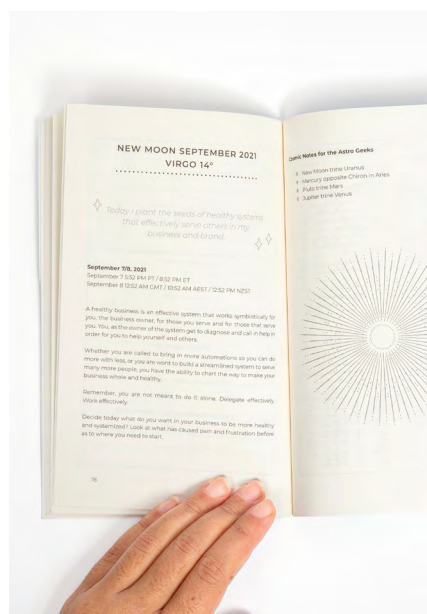 NEW MOON SEPTEMBER 2021
VIRGO 14°
Today i plant the seeds of healthy systems
that effectively serve others in my
business and brand.
September 7/8, 2021
September 7 5:52 PM PT / 8:52 PM ET
September 8 12:52 AM GMT / 10:52 AM AEST / 12:52 PM NZST
A healthy business is an effective system that works symbiotically for
you, the business owner, for those you serve and for those that serve
you. You, as the owner of the system get to diagnose and call in help in
order for you to help yourself and others.
Whether you are called to bring in more automations so you can do
more with less, or you are word to build a streamlined system to serve
many more people, you have the ability to chart the way to make your
business whole and healthy.
Remember, you are not meant to do it alone. Delegate effectively.
Work effectively.
Decide today what do you want in your business to be more healthy
and systemized? Look at what has caused pain and frustration before
as to where you need to start.
76
Cosmic Notes for the Astro Geeks
New Moon trine Uranus
Mercury opposite Chiron in Aries
Pluto trine Mars
Jupiter trine Venus